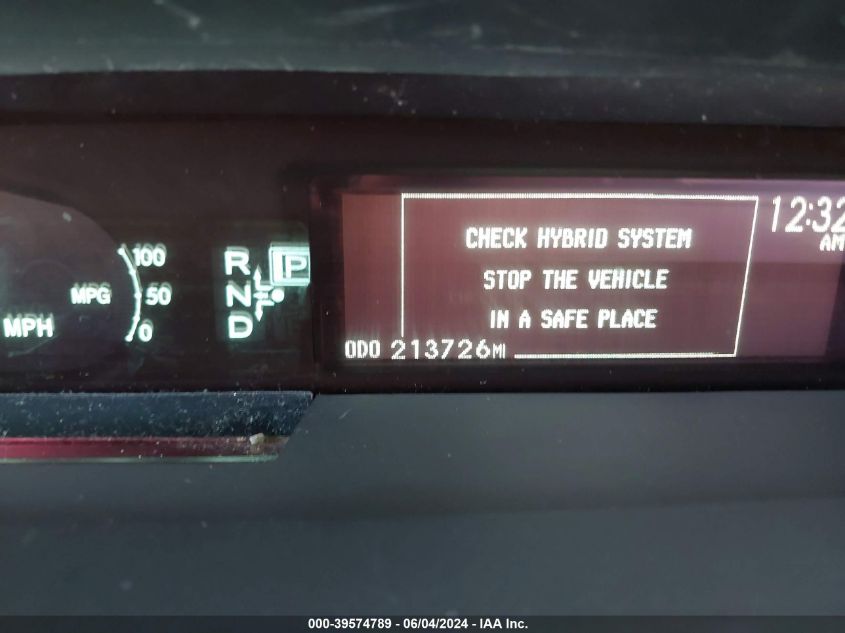 100
MPG 50
MPH 0
R P
N
D
CHECK HYBRID SYSTEM
STOP THE VEHICLE
IN A SAFE PLACE
12:32
AM
ODO 213726MI
000-39574789 - 06/04/2024 - IAA Inc.